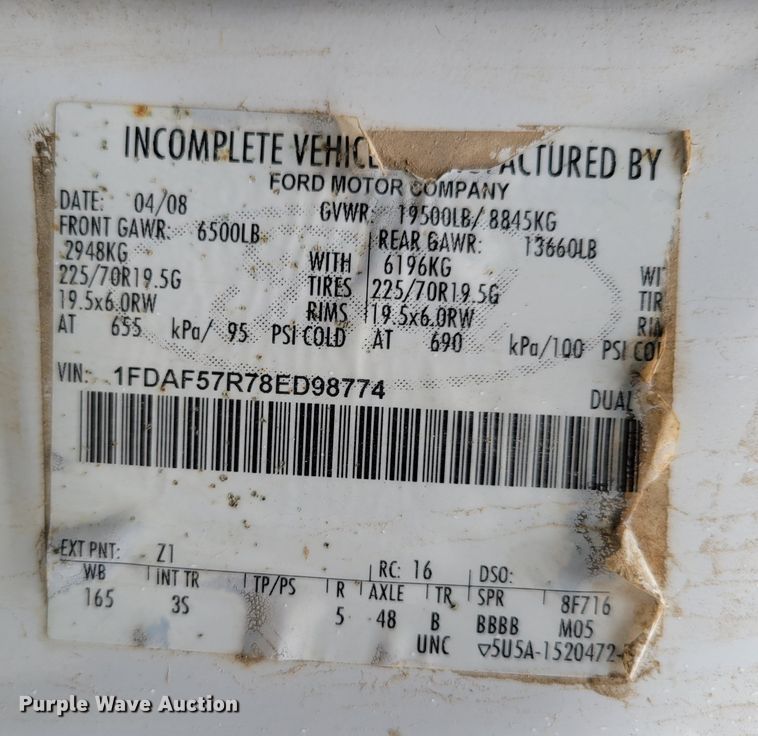 INCOMPLETE VEHIC ACTURED BY
FORD MOTOR COMPANY
DATE: 04/08 GVWR: 19500LB/ 8845KG
FRONT GAWR: 6500LB REAR GAWR: 13660LB
2948KG WITH 6196KG WI
225/70R19.5G TIRES 225/70R19.5G TIR
19.5x6.0RW RIMS 19.5x6.0RW
AT 655 kPa/ 95 PSI COLD AT 690 kPa/100 PSI CO
VIN: 1FDAF57R78ED98774
DUAL
EXT PNT: Z1 RC: 16 DSO:
WB INT TR TP/PS R AXLE TR SPR 8F716
165 3S 5 48 B BBBB M05
UNC ▽5U5A-1520472-
Purple Wave Auction